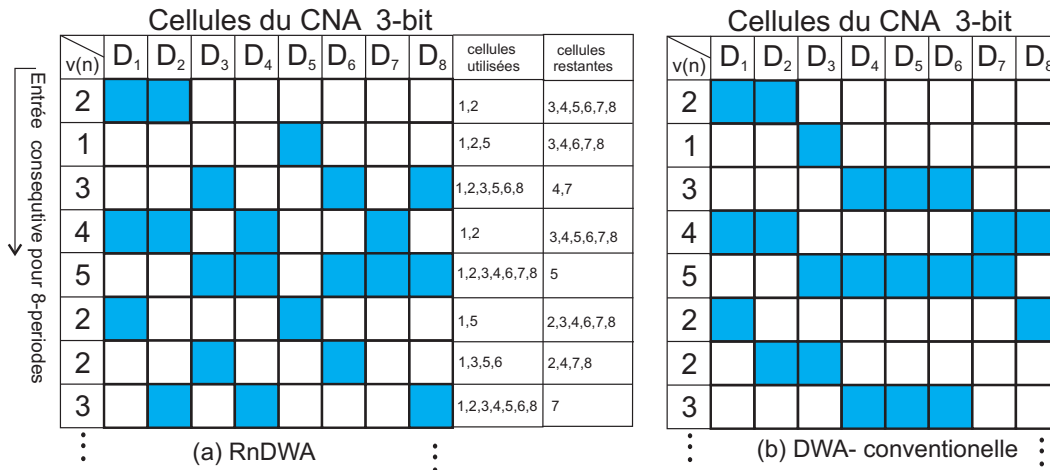 Cellules du CNA 3-bit
v(n) D1 D2 D3 D4 D5 D6 D7 D8 cellules utilisées cellules restantes
2 1,2 3,4,5,6,7,8
1 1,2,5 3,4,6,7,8
3 1,2,3,5,6,8 4,7
4 1,2 3,4,5,6,7,8
5 1,2,3,4,6,7,8 5
2 1,5 2,3,4,6,7,8
2 1,3,5,6 2,4,7,8
3 1,2,3,4,5,6,8 7
Entrée consequtive pour 8-periodes
(a) RnDWA
Cellules du CNA 3-bit
v(n) D1 D2 D3 D4 D5 D6 D7 D8
2
1
3
4
5
2
2
3
(b) DWA- conventionelle